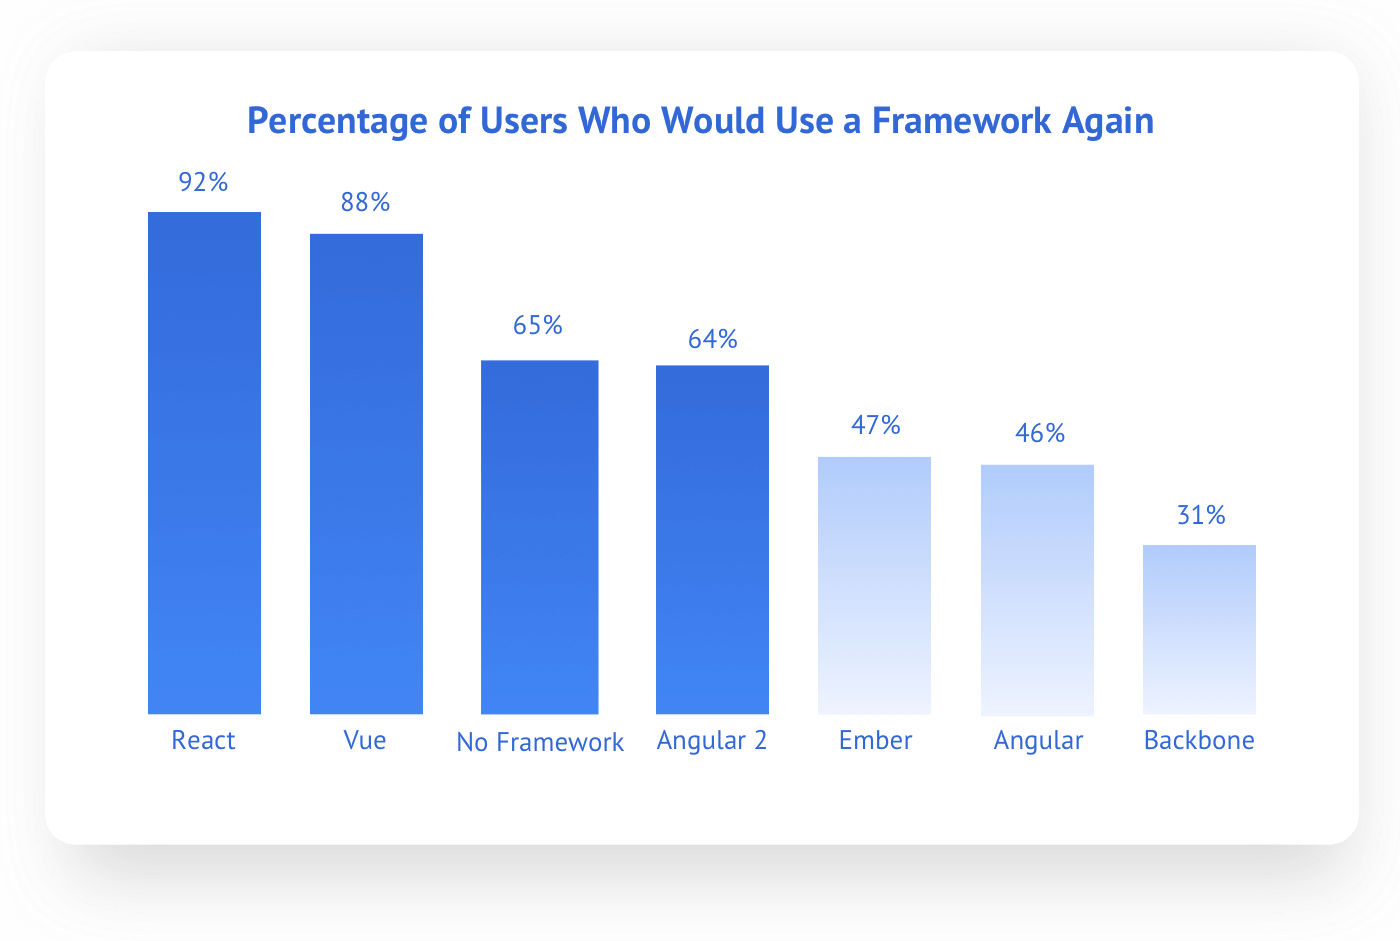 Percentage of Users Who Would Use a Framework Again
92%
88%
65%
64%
47%
46%
31%
React
Vue
No Framework
Angular 2
Ember
Angular
Backbone